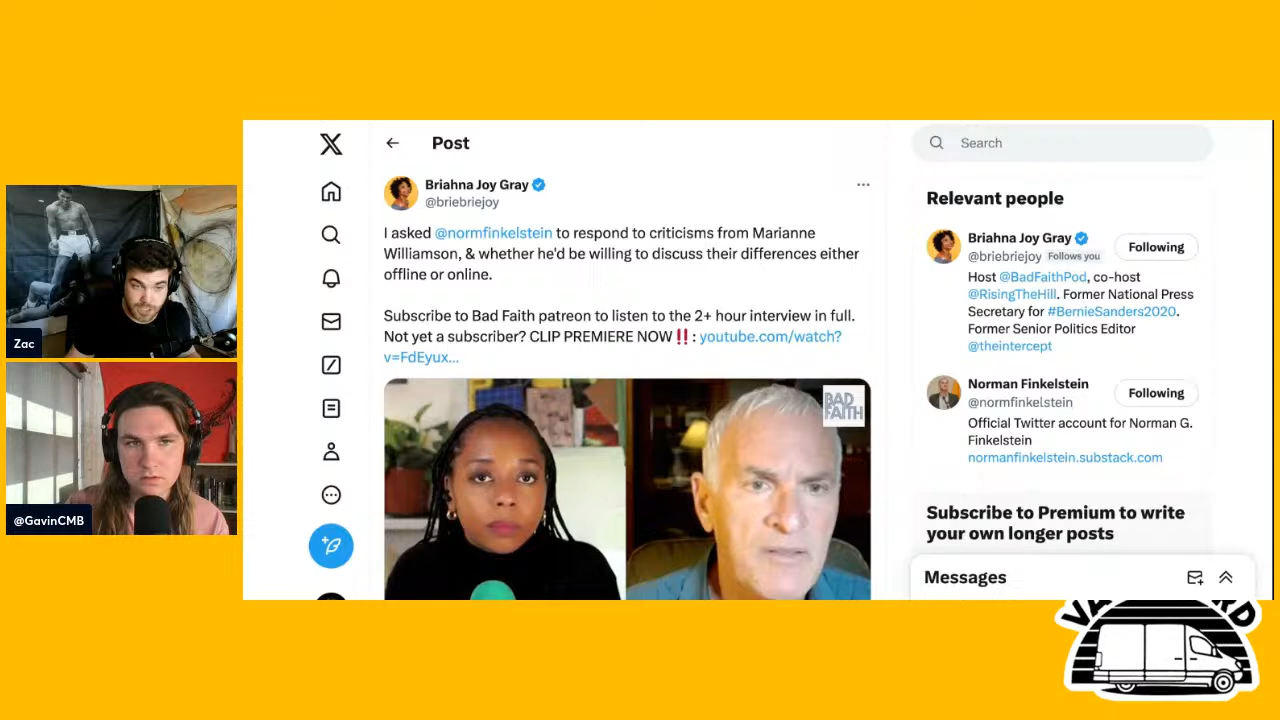 Zac
@GavinCMB
Post
Briahna Joy Gray
@briebriejoy
I asked @normfinkelstein to respond to criticisms from Marianne
Williamson, & whether he'd be willing to discuss their differences either
offline or online.
Subscribe to Bad Faith patreon to listen to the 2+ hour interview in full.
Not yet a subscriber? CLIP PREMIERE NOW‼️: youtube.com/watch?
v=FdEyux...
BAD
FAITH
Search
Relevant people
Briahna Joy Gray
Following
@briebriejoy Follows you
Host @BadFaithPod, co-host
@RisingTheHill. Former National Press
Secretary for #BernieSanders2020.
Former Senior Politics Editor
@theintercept
Norman Finkelstein
Following
@normfinkelstein
Official Twitter account for Norman G.
Finkelstein
normanfinkelstein.substack.com
Subscribe to Premium to write
your own longer posts
Messages